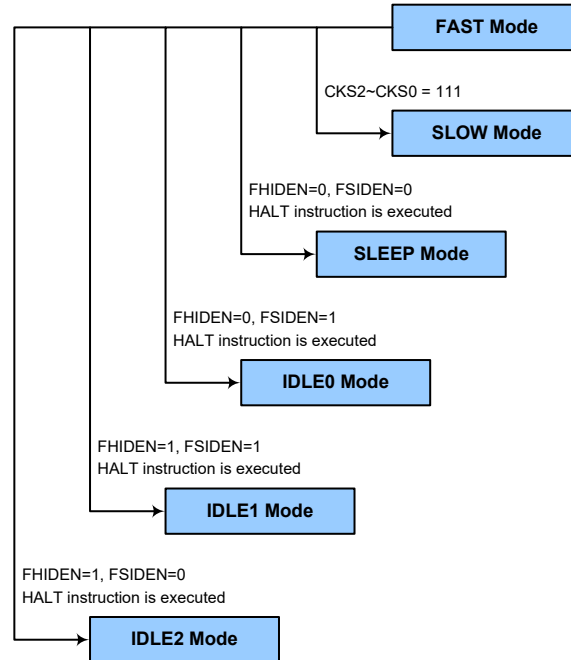 FAST Mode
CKS2~CKS0 = 111
SLOW Mode
FHIDEN=0, FSIDEN=0
HALT instruction is executed
SLEEP Mode
FHIDEN=0, FSIDEN=1
HALT instruction is executed
IDLE0 Mode
FHIDEN=1, FSIDEN=1
HALT instruction is executed
IDLE1 Mode
FHIDEN=1, FSIDEN=0
HALT instruction is executed
IDLE2 Mode